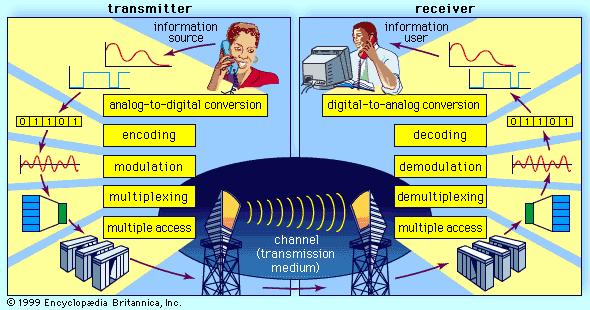 transmitter
receiver
information
source
information
user
analog-to-digital conversion
digital-to-analog conversion
0 1 1 0 1
0 1 1 0 1
encoding
decoding
modulation
demodulation
multiplexing
demultiplexing
multiple access
multiple access
channel
(transmission
medium)
© 1999 Encyclopædia Britannica, Inc.